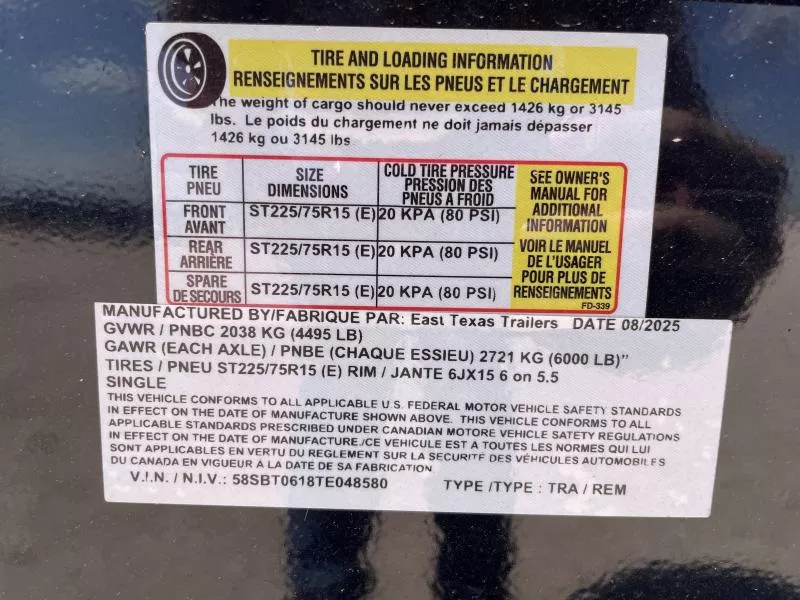 TIRE AND LOADING INFORMATION
RENSEIGNEMENTS SUR LES PNEUS ET LE CHARGEMENT
The weight of cargo should never exceed 1426 kg or 3145
lbs. Le poids du chargement ne doit jamais dépasser
1426 kg ou 3145 lbs
TIRE
PNEU
SIZE
DIMENSIONS
COLD TIRE PRESSURE
PRESSION DES
PNEUS A FROID
FRONT
AVANT
ST225/75R15 (E)
20 KPA (80 PSI)
REAR
ARRIÈRE
ST225/75R15 (E)
20 KPA (80 PSI)
SPARE
DE SECOURS
ST225/75R15 (E)
20 KPA (80 PSI)
SEE OWNER'S
MANUAL FOR
ADDITIONAL
INFORMATION
VOIR LE MANUEL
DE L'USAGER
POUR PLUS DE
RENSEIGNEMENTS
FD-339
MANUFACTURED BY/FABRIQUE PAR: East Texas Trailers DATE 08/2025
GVWR / PNBC 2038 KG (4495 LB)
GAWR (EACH AXLE) / PNBE (CHAQUE ESSIEU) 2721 KG (6000 LB)"
TIRES / PNEU ST225/75R15 (E) RIM / JANTE 6JX15 6 on 5.5
SINGLE
THIS VEHICLE CONFORMS TO ALL APPLICABLE U.S. FEDERAL MOTOR VEHICLE SAFETY STANDARDS
IN EFFECT ON THE DATE OF MANUFACTURE SHOWN ABOVE. THIS VEHICLE CONFORMS TO ALL
APPLICABLE STANDARDS PRESCRIBED UNDER CANADIAN MOTORE VEHICLE SATETY REGULATIONS
IN EFFECT ON THE DATE OF MANUFACTURE./CE VEHICULE EST A TOUTES LES NORMES QUI LUI
SONT APPLICABLES EN VERTU DU REGLEMENT SUR LA SECURITE DES VÉHICULES AUTOMOBILES
DU CANADA EN VIGUEUR À LA DATE DE SA FABRICATION.
V.I.N. / N.I.V.: 58SBT0618TE048580 TYPE /TYPE : TRA / REM